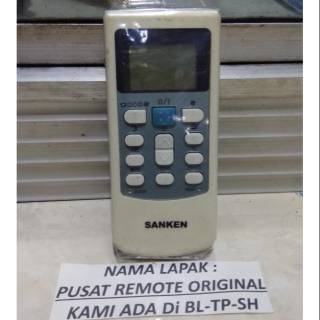 SANKEN
NAMA LAPAK :
PUSAT REMOTE ORIGINAL
KAMI ADA Di BL-TP-SH